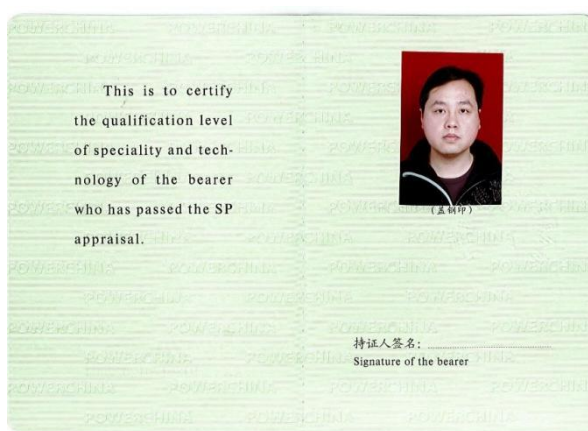 This is to certify
the qualification level
of speciality and tech-
nology of the bearer
who has passed the SP
appraisal.
(盖钢印)
持证人签名:
Signature of the bearer
POWERCHINA